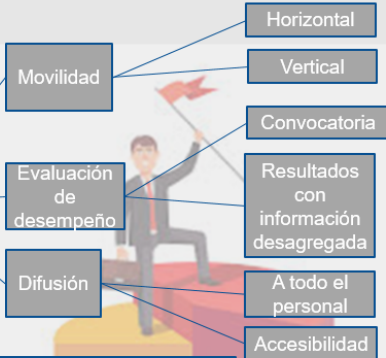 Movilidad
Horizontal
Vertical
Evaluación
de
desempeño
Convocatoria
Resultados
con
información
desagregada
Difusión
A todo el
personal
Accesibilidad